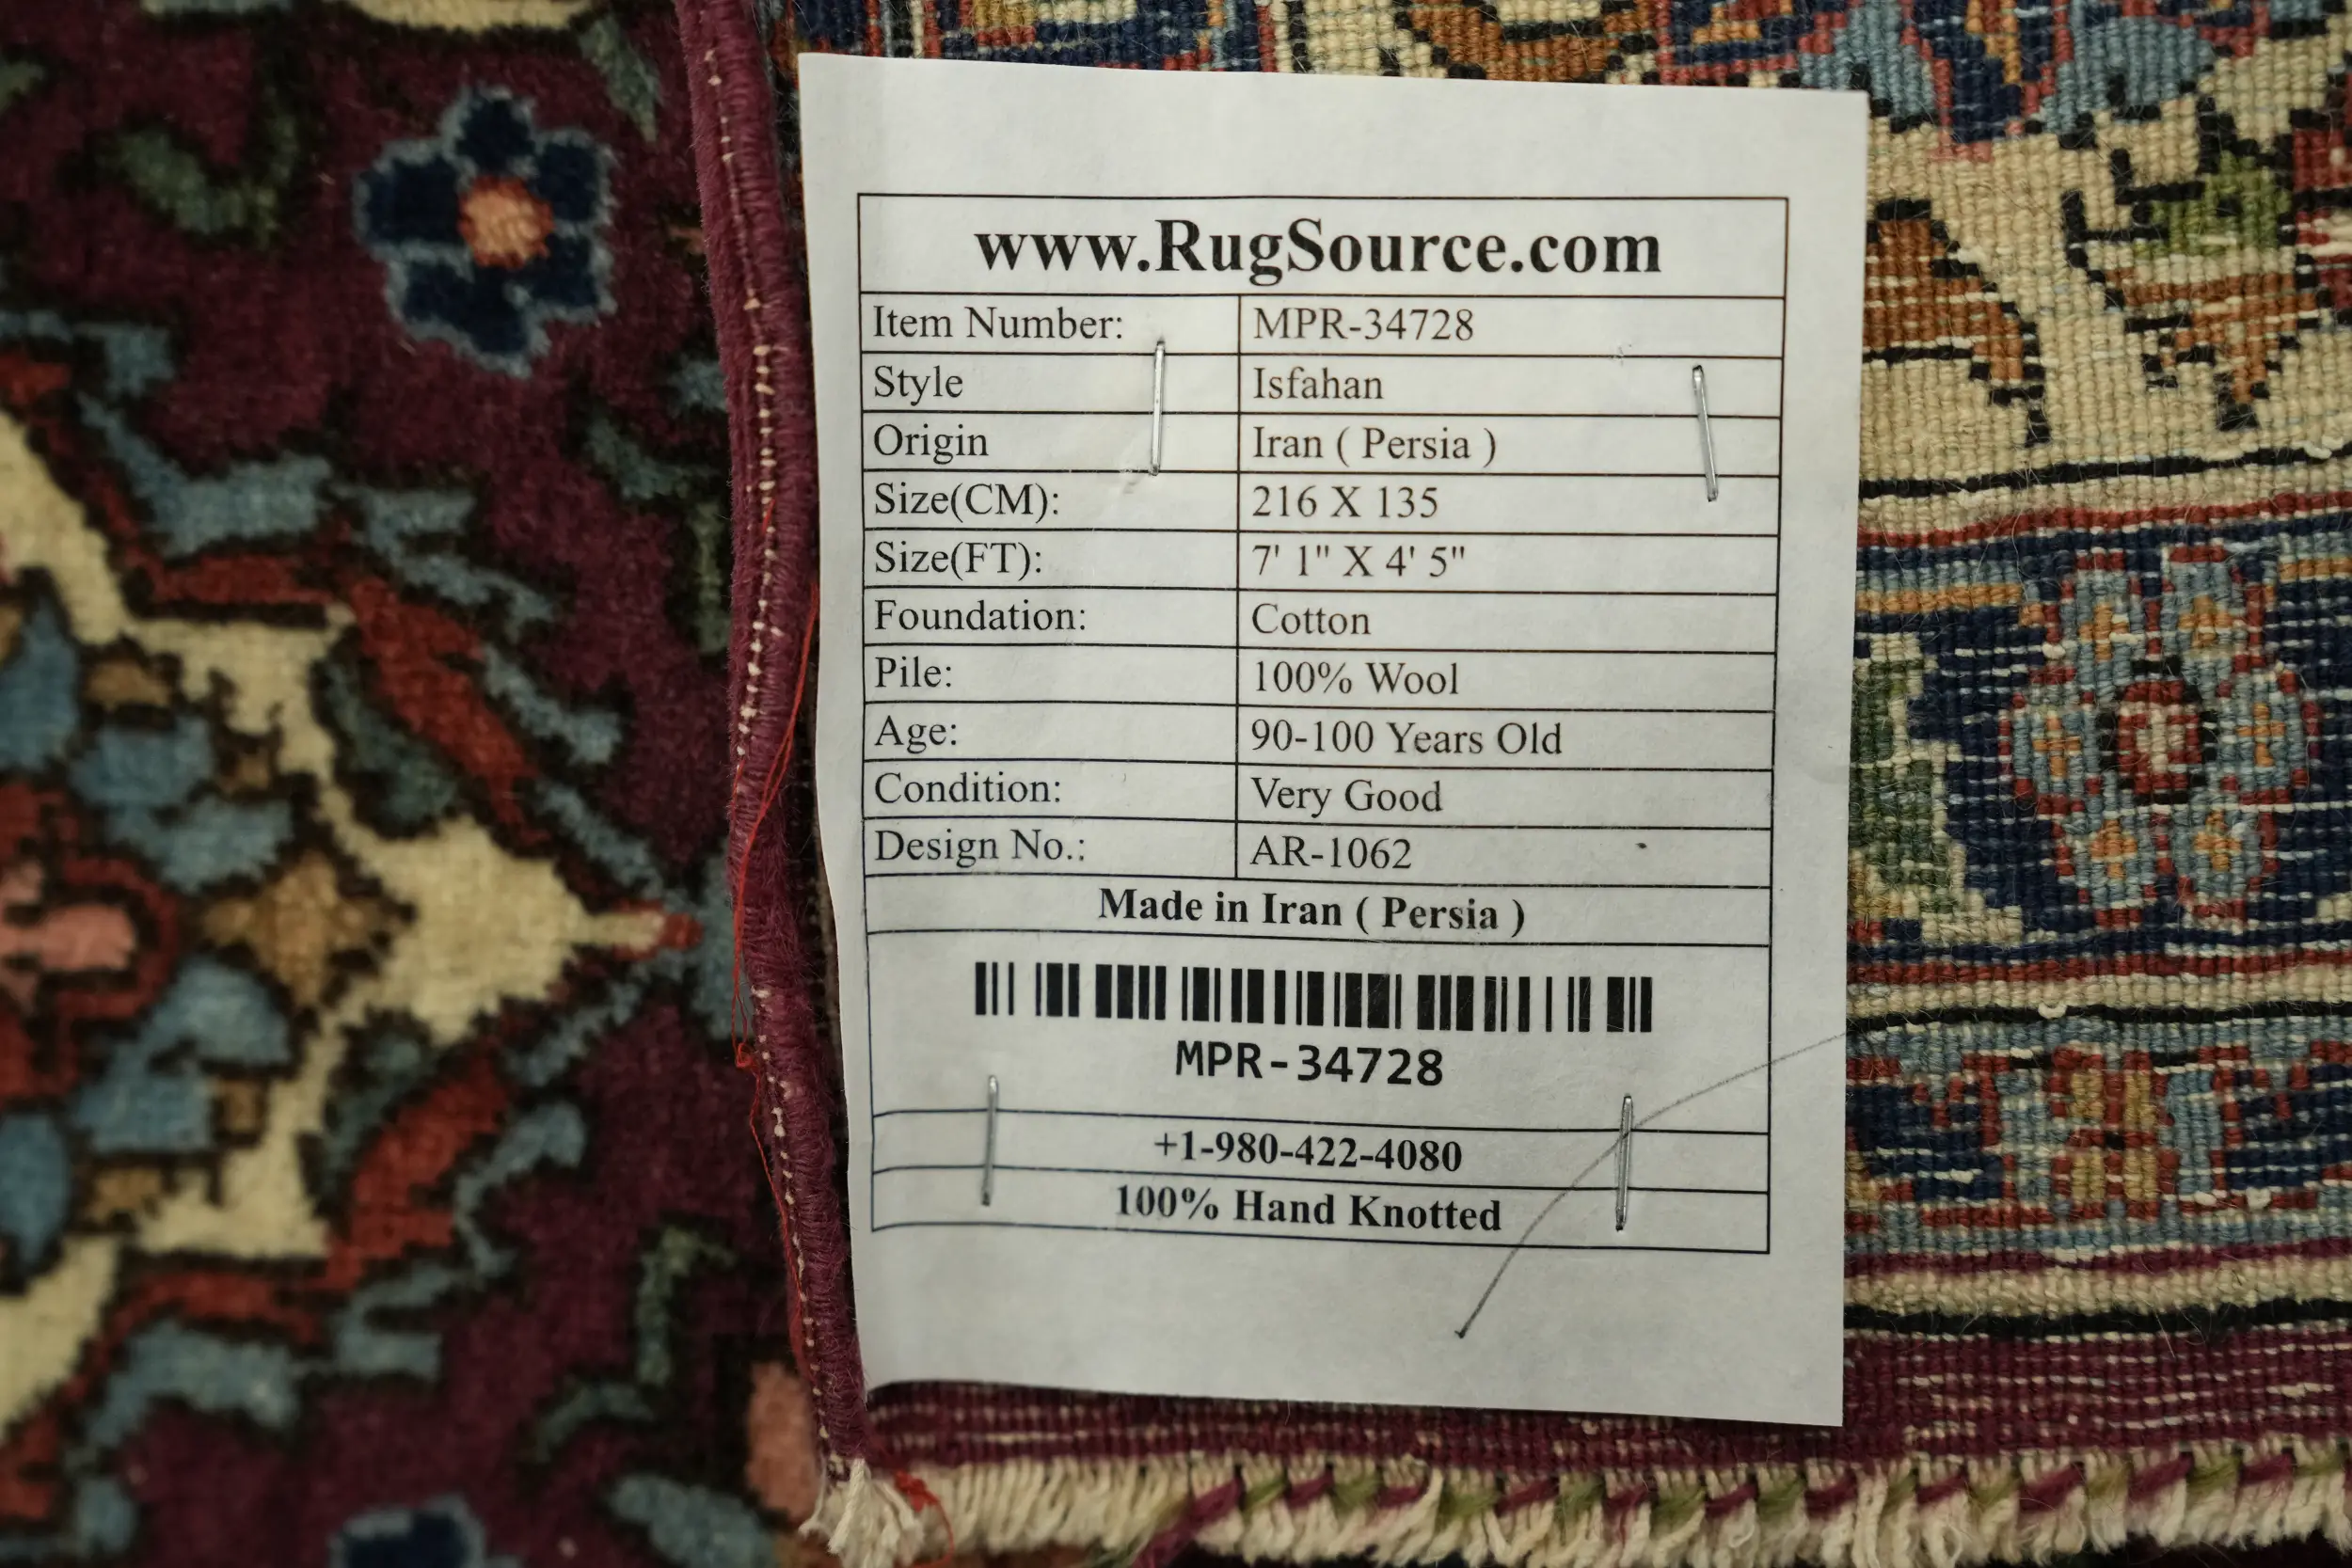 www.RugSource.com
Item Number: MPR-34728
Style Isfahan
Origin Iran ( Persia )
Size(CM): 216 X 135
Size(FT): 7' 1" X 4' 5"
Foundation: Cotton
Pile: 100% Wool
Age: 90-100 Years Old
Condition: Very Good
Design No.: AR-1062
Made in Iran ( Persia )
MPR-34728
+1-980-422-4080
100% Hand Knotted